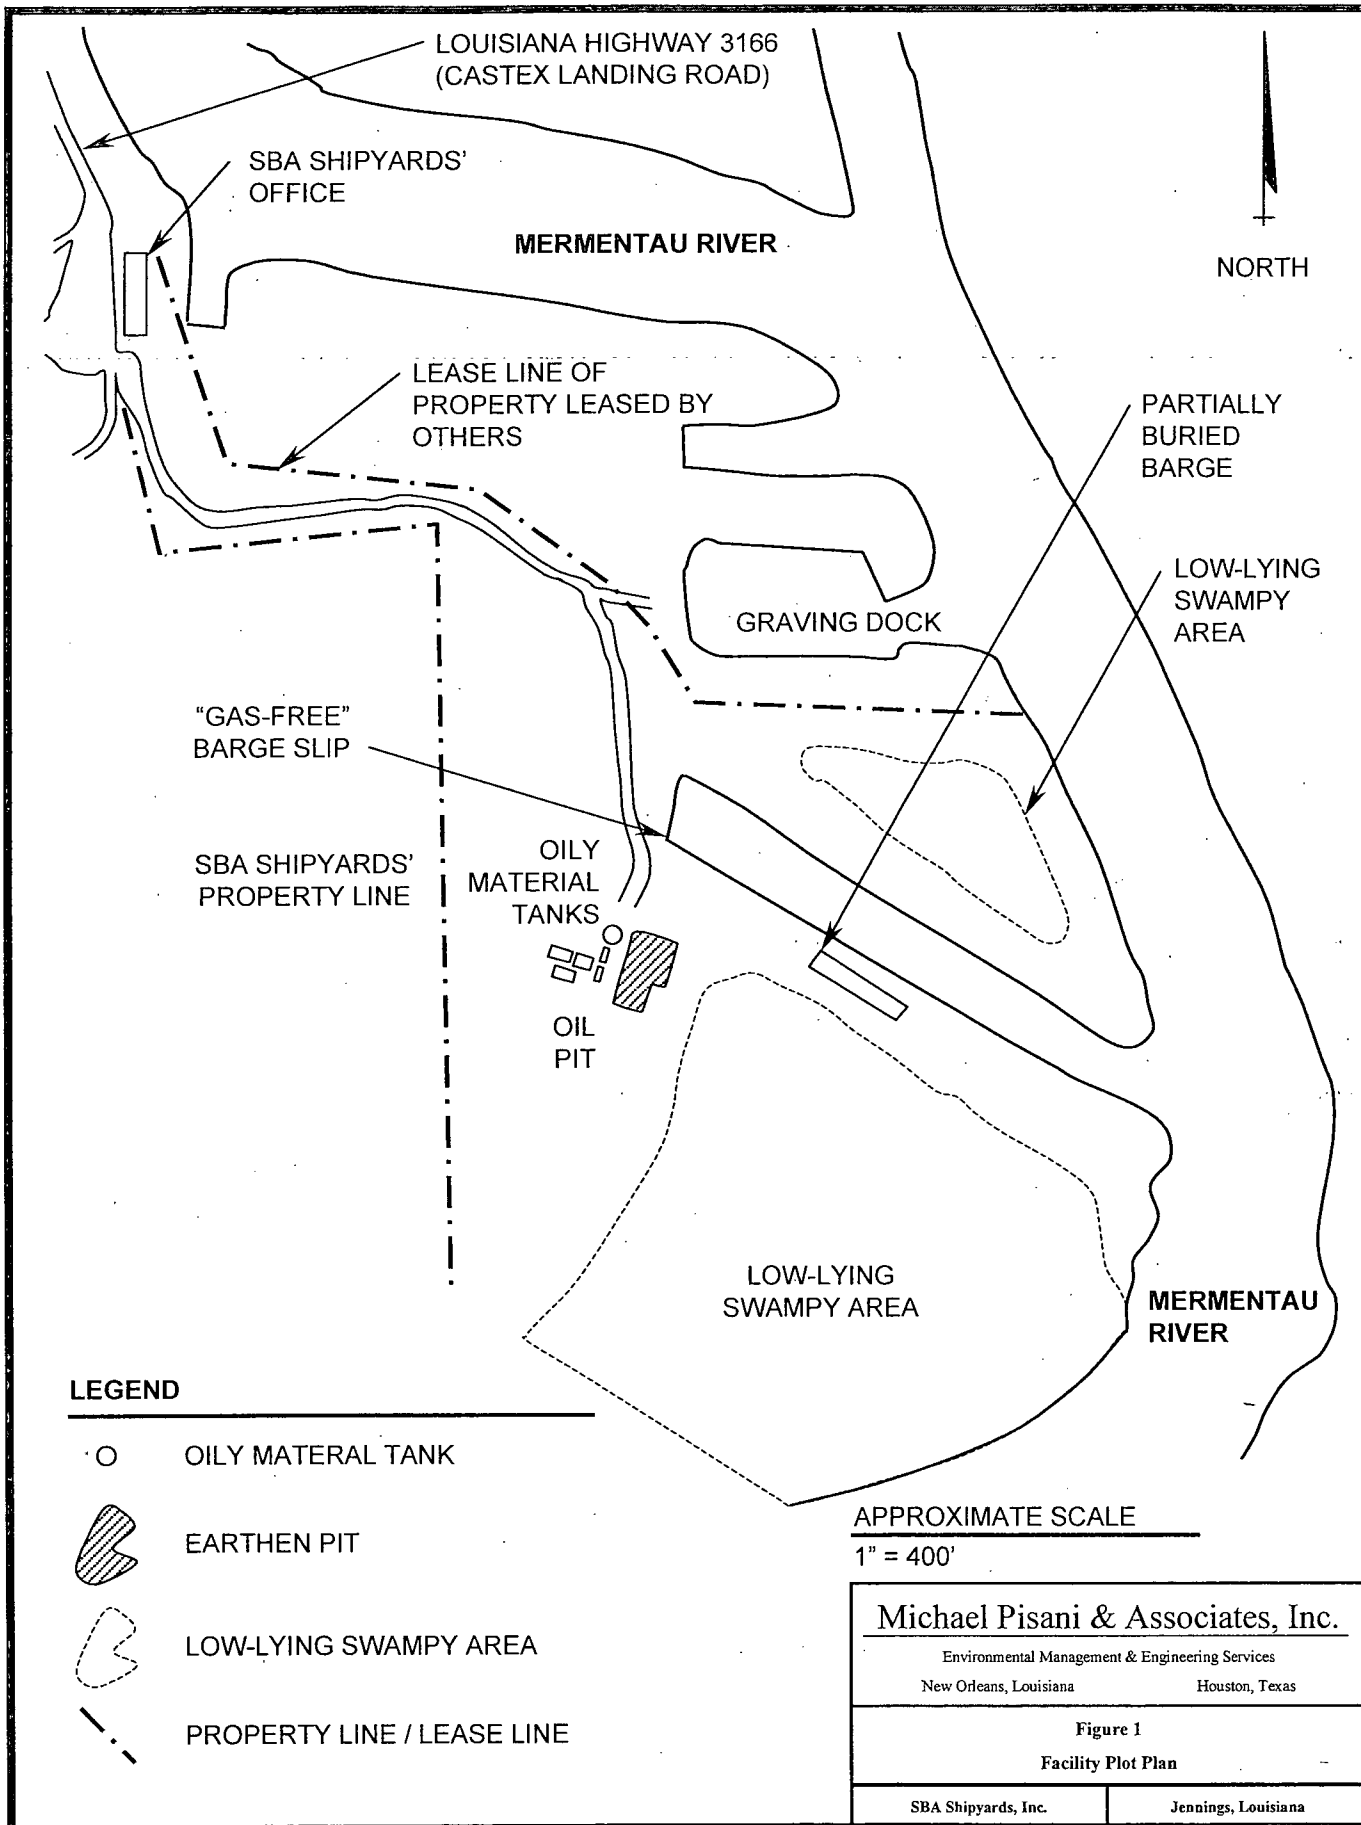 LOUISIANA HIGHWAY 3166
(CASTEX LANDING ROAD)
SBA SHIPYARDS'
OFFICE
MERMENTAU RIVER
NORTH
LEASE LINE OF
PROPERTY LEASED BY
OTHERS
PARTIALLY
BURIED
BARGE
LOW-LYING
SWAMPY
AREA
GRAVING DOCK
"GAS-FREE"
BARGE SLIP
SBA SHIPYARDS'
PROPERTY LINE
OILY
MATERIAL
TANKS
OIL
PIT
LOW-LYING
SWAMPY AREA
MERMENTAU
RIVER
LEGEND
OILY MATERAL TANK
EARTHEN PIT
LOW-LYING SWAMPY AREA
PROPERTY LINE / LEASE LINE
APPROXIMATE SCALE
1" = 400'
Michael Pisani & Associates, Inc.
Environmental Management & Engineering Services
New Orleans, Louisiana Houston, Texas
Figure 1
Facility Plot Plan
SBA Shipyards, Inc. Jennings, Louisiana